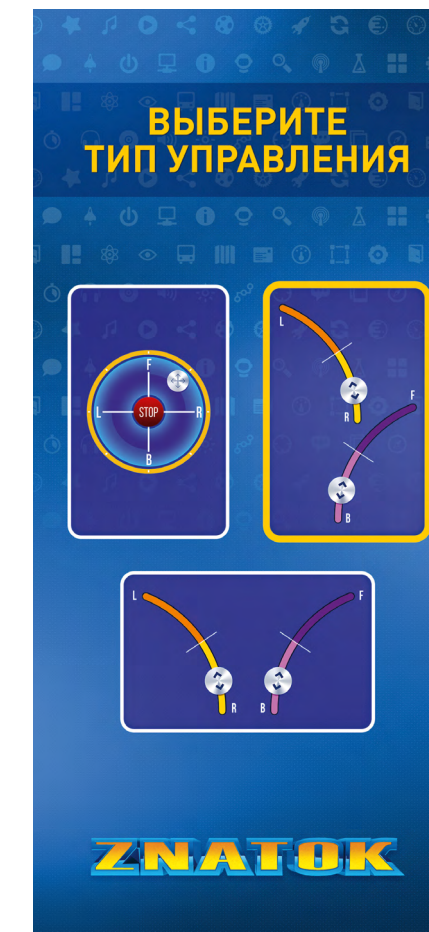 ВЫБЕРИТЕ
ТИП УПРАВЛЕНИЯ
F
L STOP R
B
L
R
F
B
L F
R B
ZNATOK